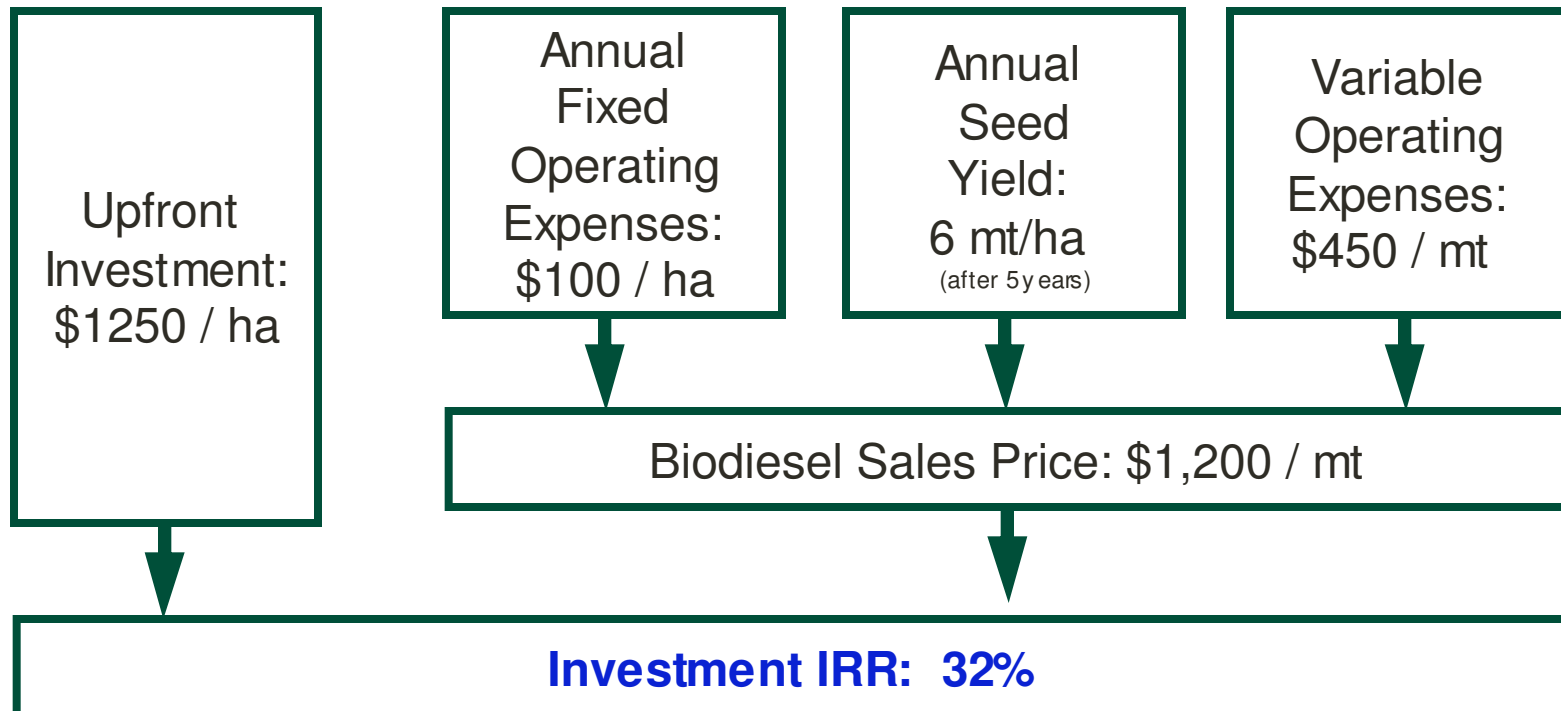 Upfront
Investment:
$1250 / ha
Annual
Fixed
Operating
Expenses:
$100 / ha
Annual
Seed
Yield:
6 mt/ha
(after 5 years)
Variable
Operating
Expenses:
$450 / mt
Biodiesel Sales Price: $1,200 / mt
Investment IRR: 32%